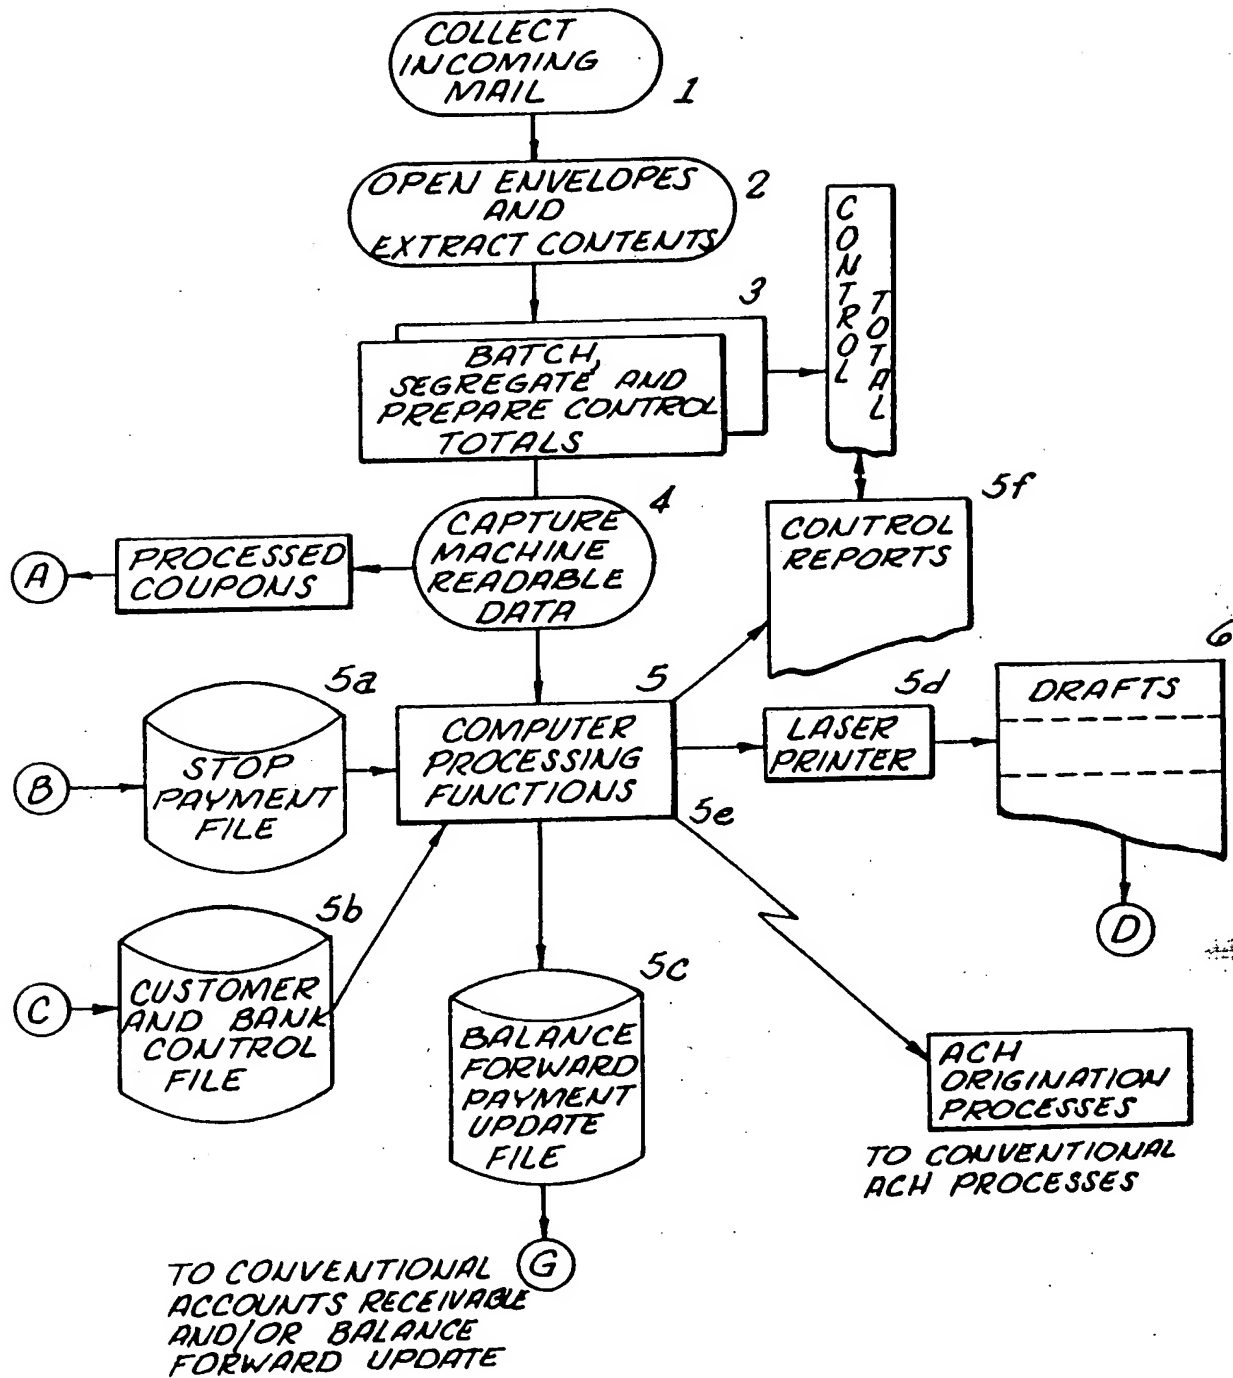 COLLECT
INCOMING
MAIL
1
OPEN ENVELOPES
AND
EXTRACT CONTENTS
2
BATCH,
SEGREGATE, AND
PREPARE CONTROL
TOTALS
3
CONTROL
TOTAL
CAPTURE
MACHINE
READABLE
DATA
4
PROCESSED
COUPONS
A
CONTROL
REPORTS
5f
STOP
PAYMENT
FILE
5a
B
COMPUTER
PROCESSING
FUNCTIONS
5
LASER
PRINTER
5d
DRAFTS
6
D
5e
CUSTOMER
AND BANK
CONTROL
FILE
5b
C
BALANCE
FORWARD
PAYMENT
UPDATE
FILE
5c
ACH
ORIGINATION
PROCESSES
TO CONVENTIONAL
ACH PROCESSES
G
TO CONVENTIONAL
ACCOUNTS RECEIVABLE
AND/OR BALANCE
FORWARD UPDATE